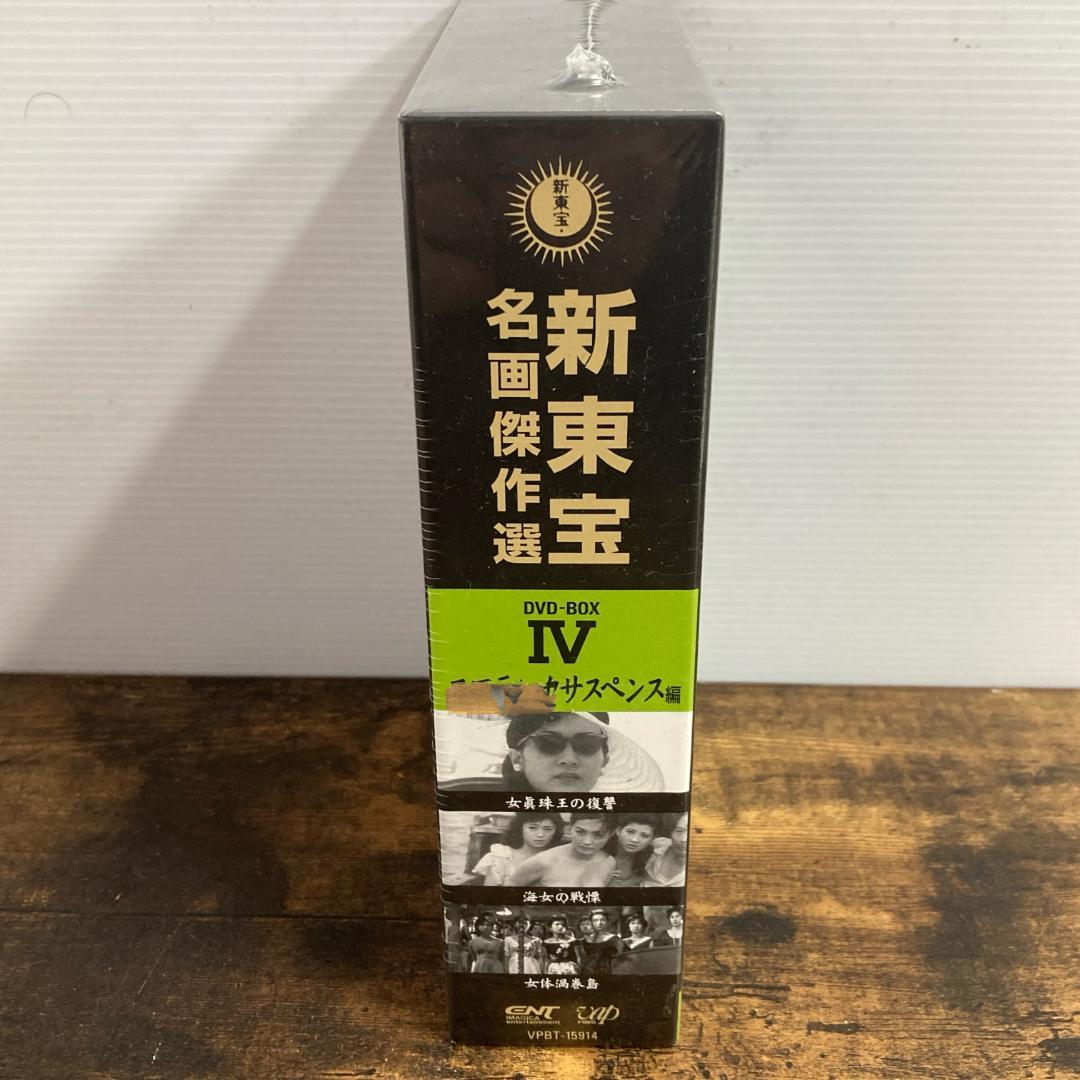 新東宝
新東宝
名画傑作選
DVD-BOX
IV
サスペンス編
女眞珠王の復讐
海女の戦慄
女体渦巻島
GNT
IMAGICA
entertainment
vap
VIDEO
VPBT-15914